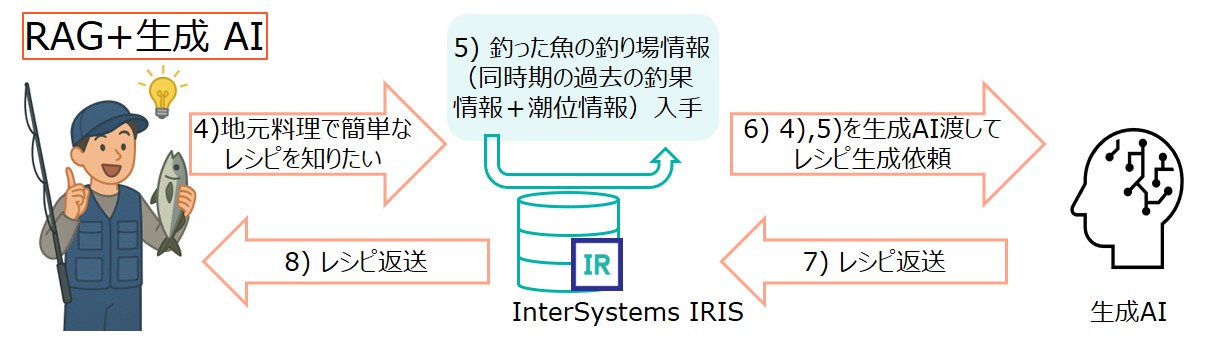 RAG+生成 AI
4)地元料理で簡単な
レシピを知りたい
5) 釣った魚の釣り場情報
（同時期の過去の釣果
情報＋潮位情報）入手
6) 4),5)を生成AI渡して
レシピ生成依頼
8) レシピ返送
IR
InterSystems IRIS
7) レシピ返送
生成AI